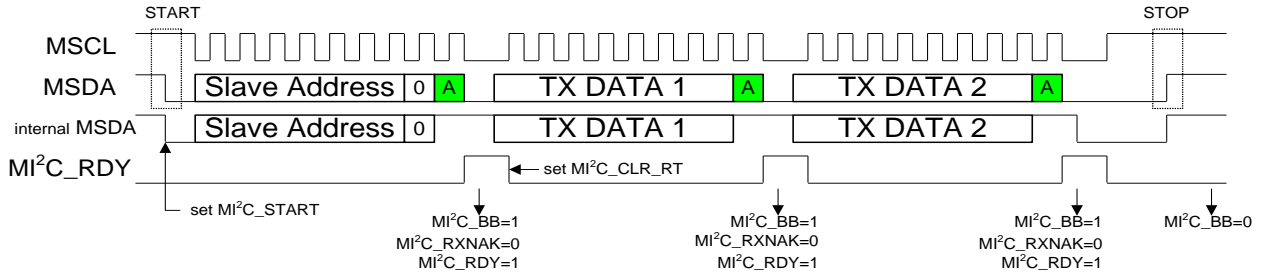 START STOP
MSCL
MSDA Slave Address 0 A TX DATA 1 A TX DATA 2 A
internal MSDA Slave Address 0 TX DATA 1 TX DATA 2
MI²C_RDY set MI²C_CLR_RT
set MI²C_START
MI²C_BB=1 MI²C_BB=1 MI²C_BB=1 MI²C_BB=0
MI²C_RXNAK=0 MI²C_RXNAK=0 MI²C_RXNAK=0
MI²C_RDY=1 MI²C_RDY=1 MI²C_RDY=1